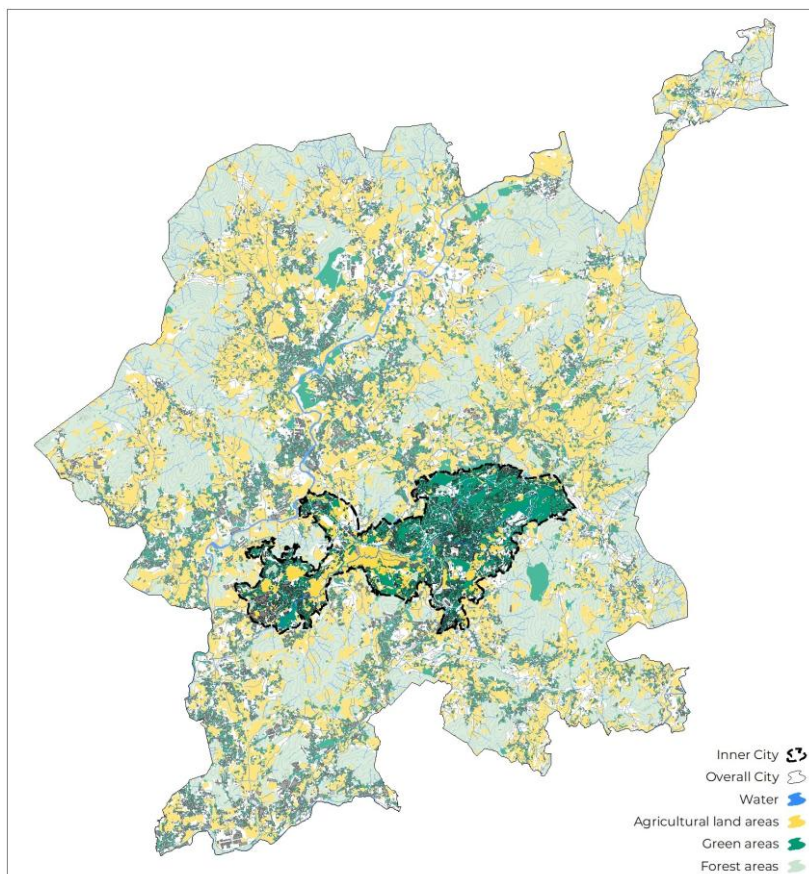 Inner City
Overall City
Water
Agricultural land areas
Green areas
Forest areas